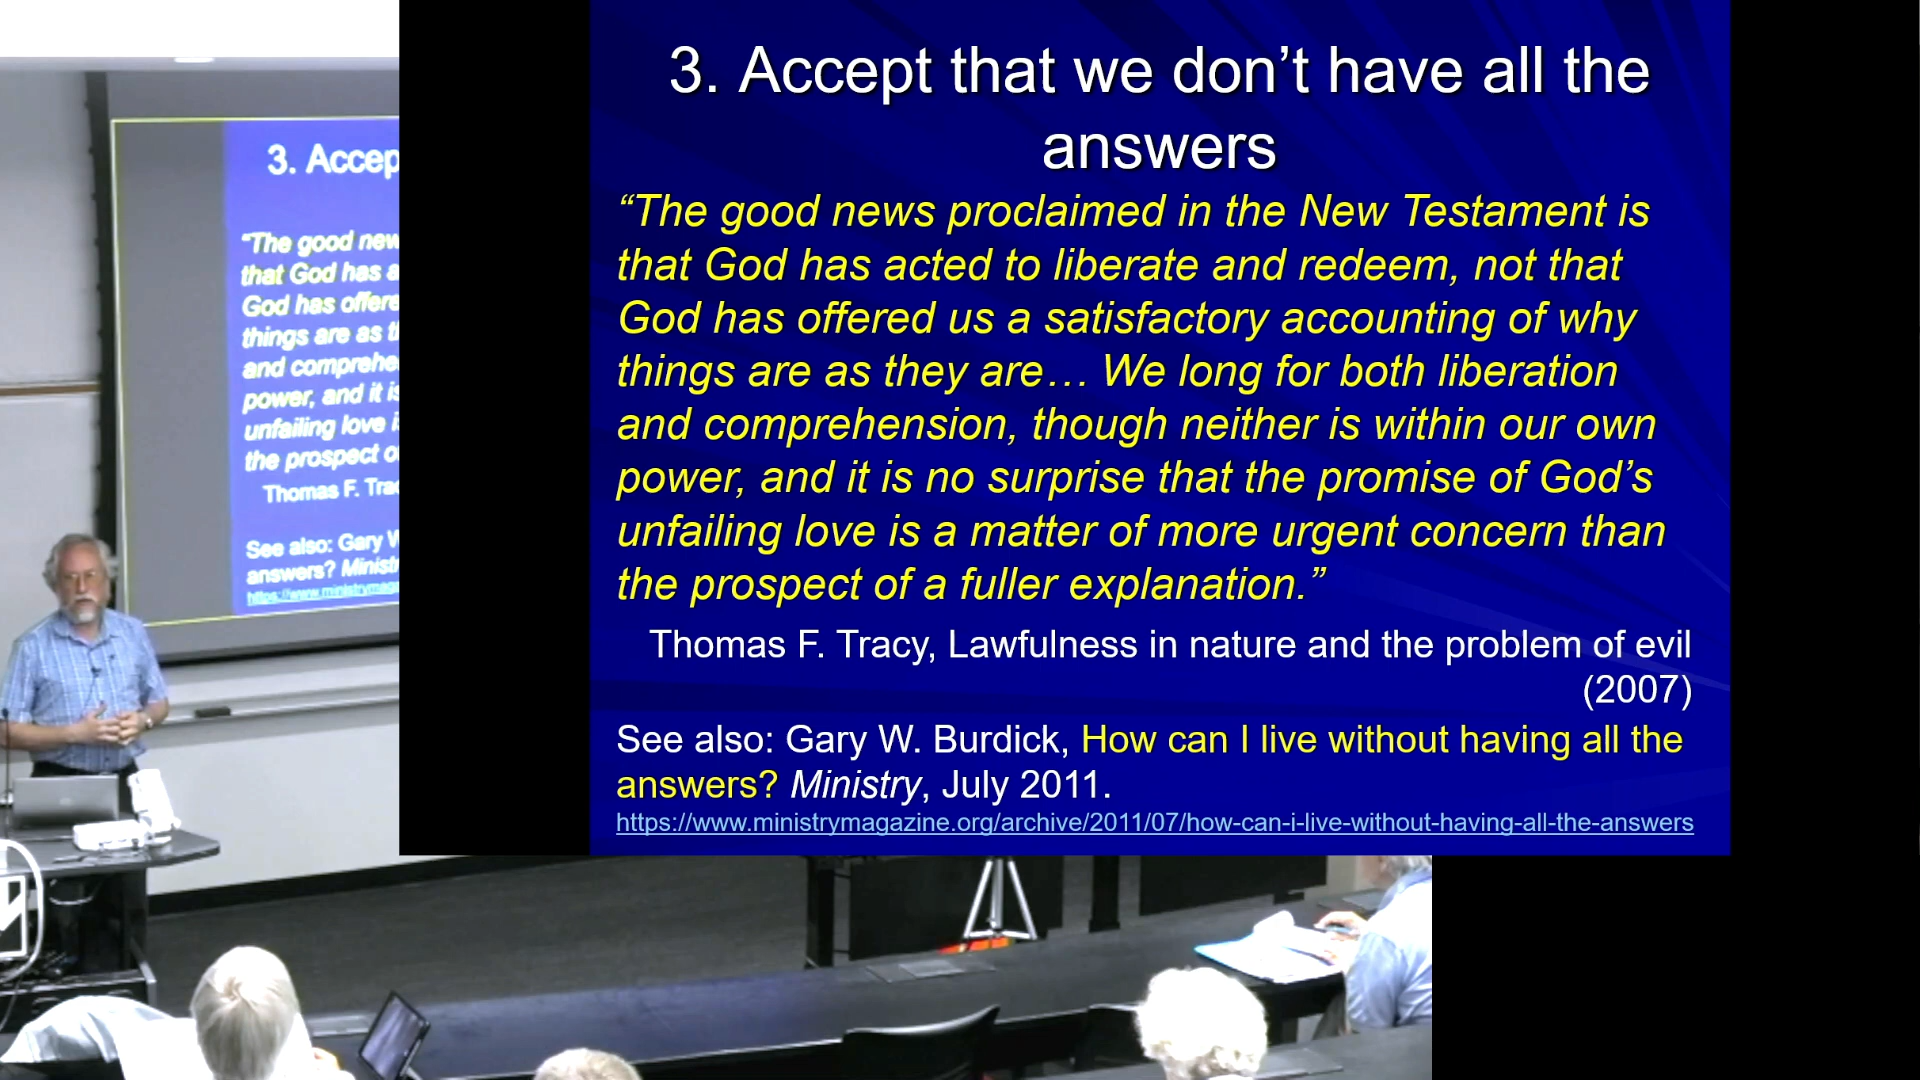 3. Accept that we don’t have all the
answers
“The good news proclaimed in the New Testament is
that God has acted to liberate and redeem, not that
God has offered us a satisfactory accounting of why
things are as they are… We long for both liberation
and comprehension, though neither is within our own
power, and it is no surprise that the promise of God’s
unfailing love is a matter of more urgent concern than
the prospect of a fuller explanation.”
Thomas F. Tracy, Lawfulness in nature and the problem of evil
(2007)
See also: Gary W. Burdick, How can I live without having all the
answers? Ministry, July 2011.
https://www.ministrymagazine.org/archive/2011/07/how-can-i-live-without-having-all-the-answers
3. Accep
“The good new
that God has a
God has offere
things are as t
and comprehe
power, and it is
unfailing love i
the prospect o
Thomas F. Trac
See also: Gary W
answers? Minist
https://www.ministrymaga